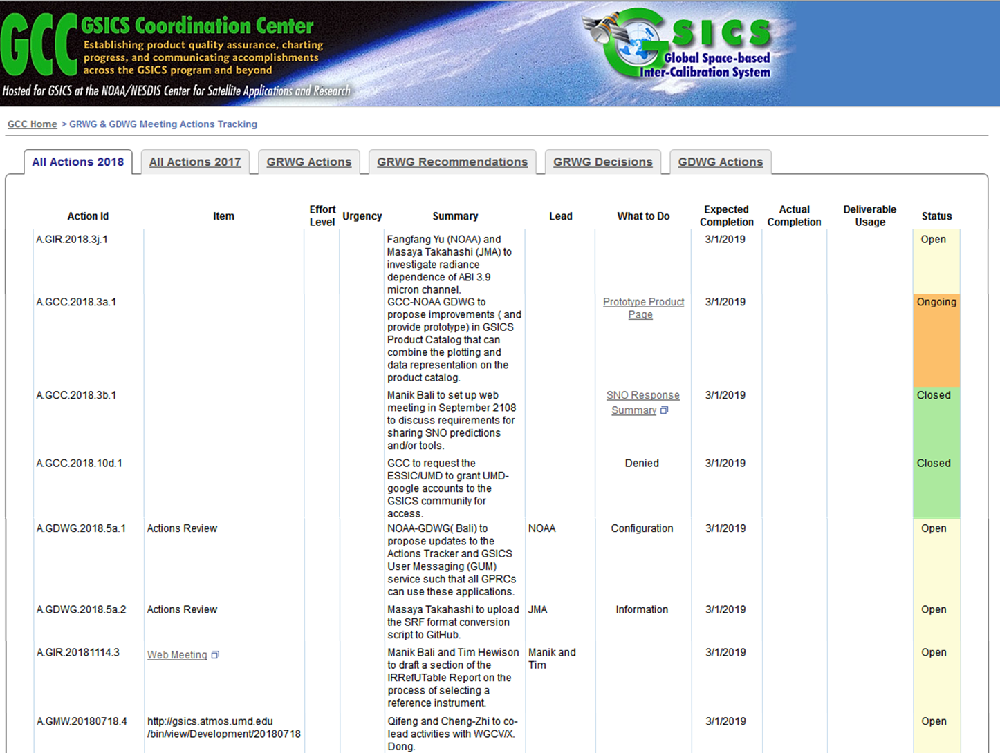 GCC GSICS Coordination Center
Establishing product quality assurance, charting
progress, and communicating accomplishments
across the GSICS program and beyond
Hosted for GSICS at the NOAA/NESDIS Center for Satellite Applications and Research
GSICS
Global Space-based
Inter-Calibration System
GCC Home > GRWG & GDWG Meeting Actions Tracking
All Actions 2018 All Actions 2017 GRWG Actions GRWG Recommendations GRWG Decisions GDWG Actions
Action Id Item Effort Level Urgency Summary Lead What to Do Expected Completion Actual Completion Deliverable Usage Status
A.GIR.2018.3j.1 Fangfang Yu (NOAA) and 3/1/2019 Open
Masaya Takahashi (JMA) to
investigate radiance
dependence of ABI 3.9
micron channel.
A.GCC.2018.3a.1 GCC-NOAA GDWG to Prototype Product 3/1/2019 Ongoing
propose improvements ( and Page
provide prototype) in GSICS
Product Catalog that can
combine the plotting and
data representation on the
product catalog.
A.GCC.2018.3b.1 Manik Bali to set up web SNO Response 3/1/2019 Closed
meeting in September 2108 Summary
to discuss requirements for
sharing SNO predictions
and/or tools.
A.GCC.2018.10d.1 GCC to request the Denied 3/1/2019 Closed
ESSIC/UMD to grant UMD-
google accounts to the
GSICS community for
access.
A.GDWG.2018.5a.1 Actions Review NOAA-GDWG( Bali) to NOAA Configuration 3/1/2019 Open
propose updates to the
Actions Tracker and GSICS
User Messaging (GUM)
service such that all GPRCs
can use these applications.
A.GDWG.2018.5a.2 Actions Review Masaya Takahashi to upload JMA Information 3/1/2019 Open
the SRF format conversion
script to GitHub.
A.GIR.20181114.3 Web Meeting Manik Bali and Tim Hewison Manik and 3/1/2019 Open
to draft a section of the Tim
IRRefUTable Report on the
process of selecting a
reference instrument.
A.GMW.20180718.4 http://gsics.atmos.umd.edu Qifeng and Cheng-Zhi to co- 3/1/2019 Open
/bin/view/Development/20180718 lead activities with WGCV/X.
Dong.